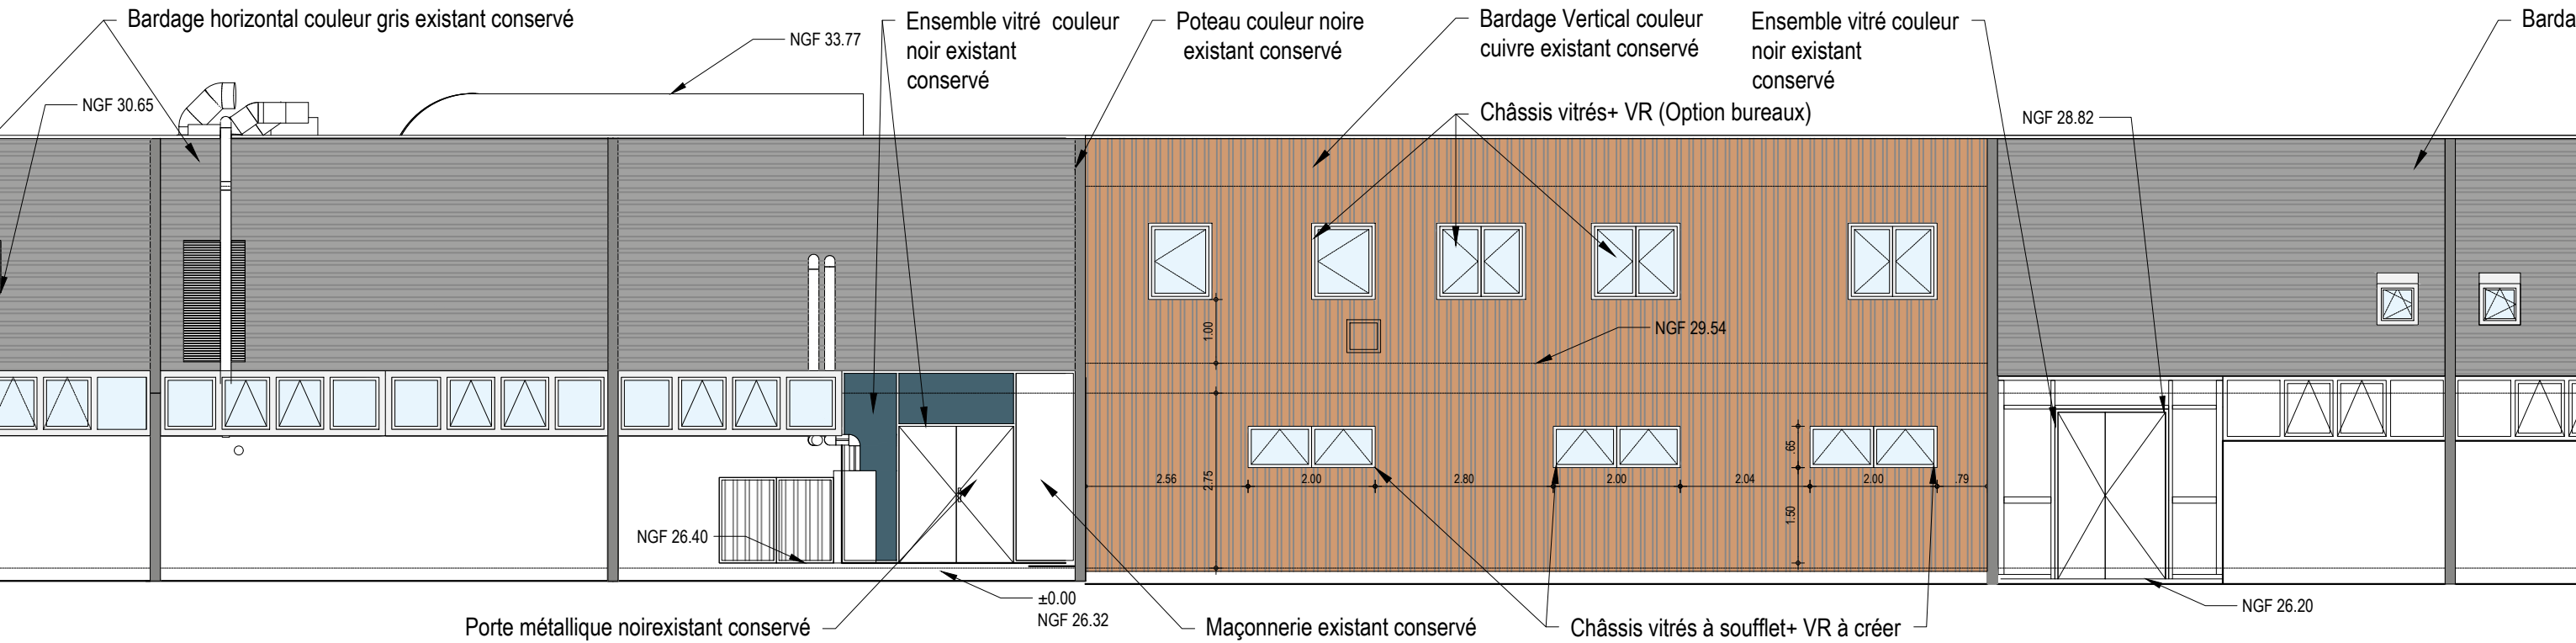 Bardage horizontal couleur gris existant conservé
NGF 33.77
Ensemble vitré couleur
noir existant
conservé
Poteau couleur noire
existant conservé
Bardage Vertical couleur
cuivre existant conservé
Ensemble vitré couleur
noir existant
conservé
Barda
NGF 30.65
Châssis vitrés+ VR (Option bureaux)
NGF 28.82
1.00
NGF 29.54
.65
2.56
2.75
2.00
2.80
2.00
2.04
2.00
.79
1.50
NGF 26.40
±0.00
NGF 26.32
NGF 26.20
Porte métallique noirexistant conservé
Maçonnerie existant conservé
Châssis vitrés à soufflet+ VR à créer